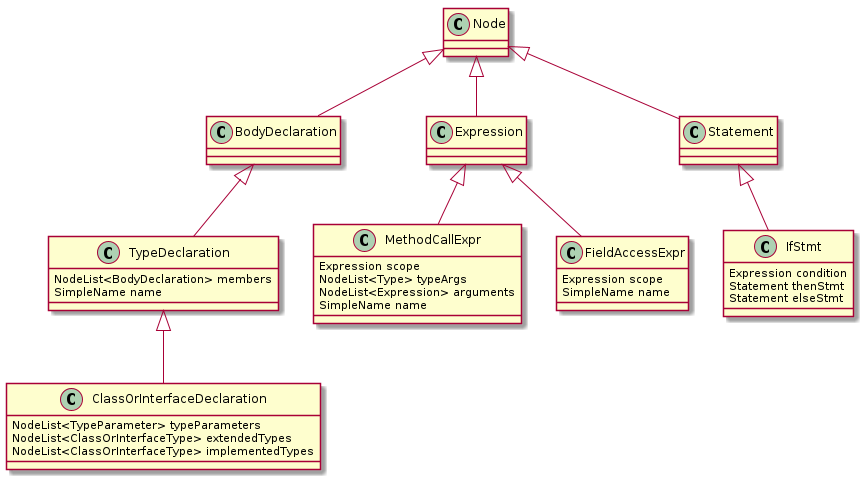 C Node
C BodyDeclaration
C Expression
C Statement
C TypeDeclaration
NodeList<BodyDeclaration> members
SimpleName name
C MethodCallExpr
Expression scope
NodeList<Type> typeArgs
NodeList<Expression> arguments
SimpleName name
C FieldAccessExpr
Expression scope
SimpleName name
C IfStmt
Expression condition
Statement thenStmt
Statement elseStmt
C ClassOrInterfaceDeclaration
NodeList<TypeParameter> typeParameters
NodeList<ClassOrInterfaceType> extendedTypes
NodeList<ClassOrInterfaceType> implementedTypes